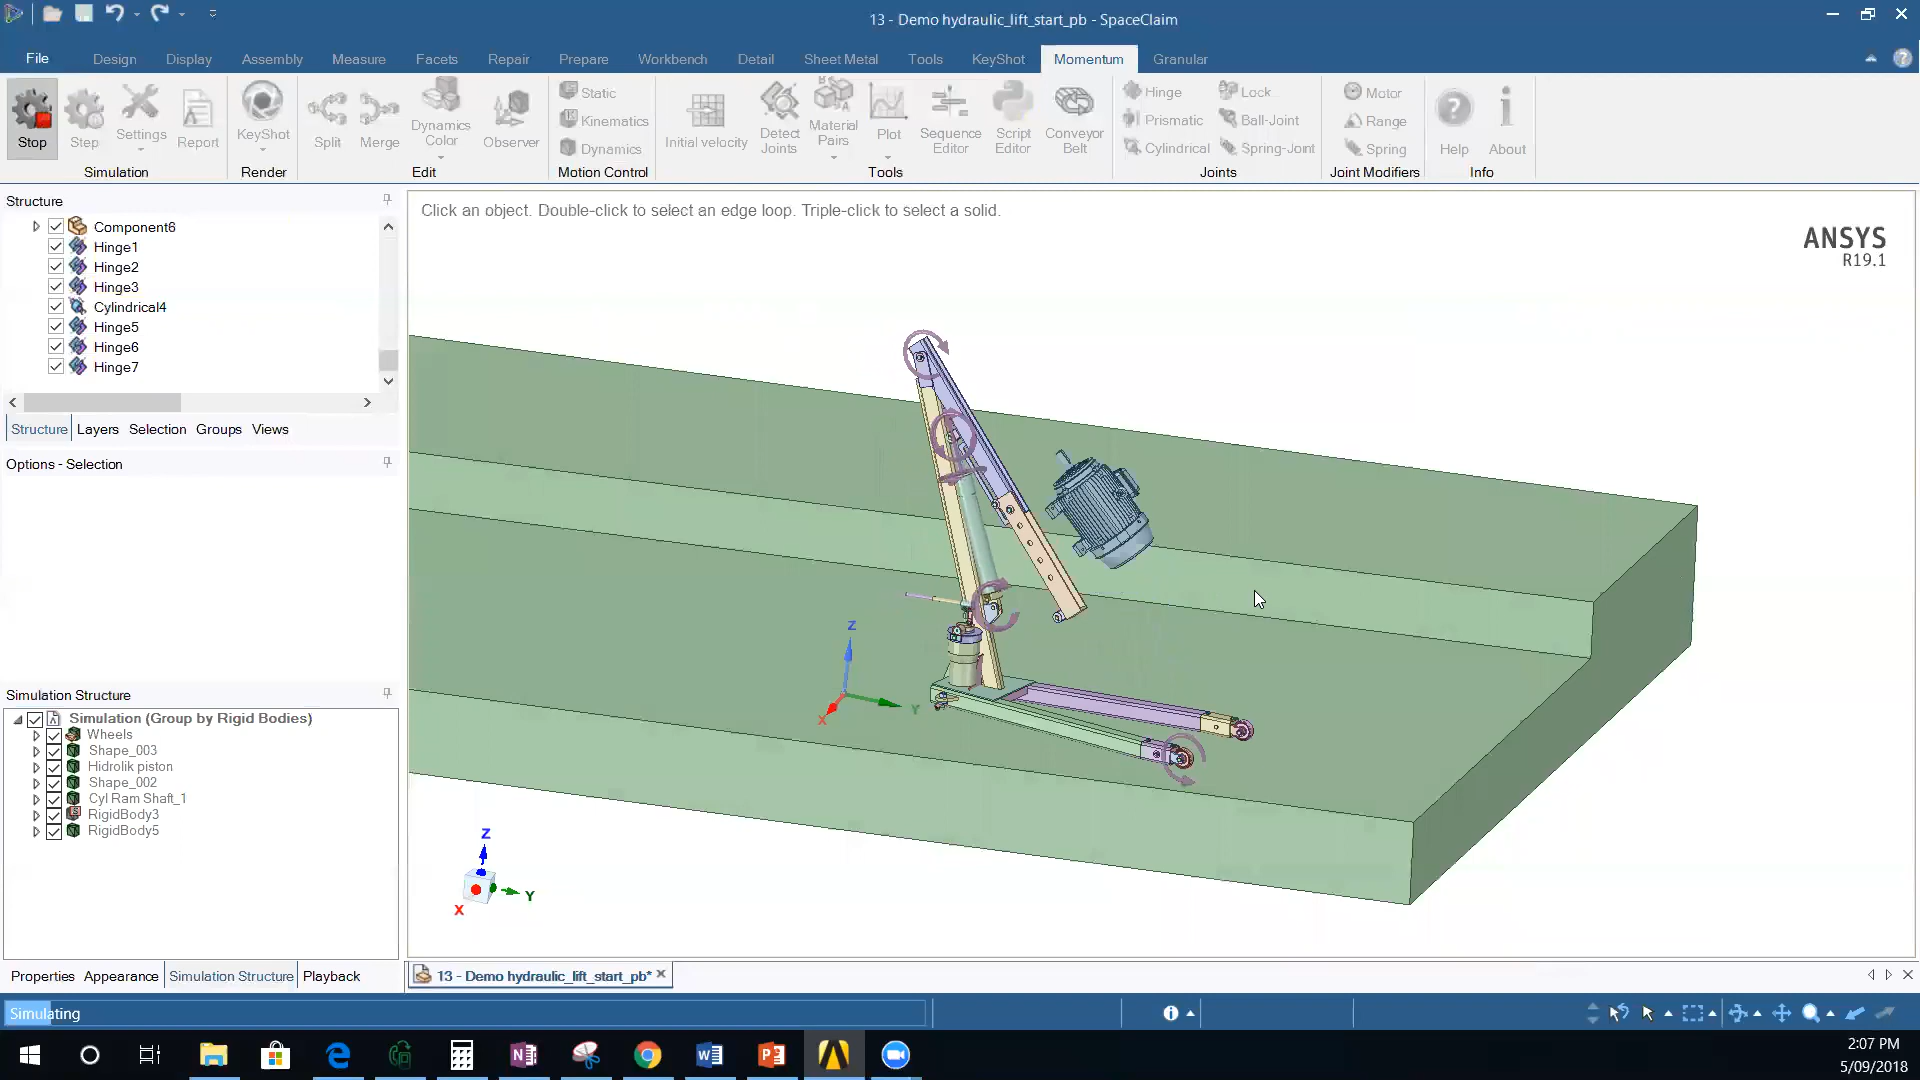 13 - Demo hydraulic_lift_start_pb - SpaceClaim
File Design Display Assembly Measure Facets Repair Prepare Workbench Detail Sheet Metal Tools KeyShot Momentum Granular
Stop Step Settings Report
Simulation
KeyShot
Render
Split Merge Dynamics Color Observer
Edit
Static
Kinematics
Dynamics
Motion Control
Initial velocity Detect Joints Material Pairs Plot Sequence Editor Script Editor Conveyor Belt
Tools
Hinge Lock
Prismatic Ball-Joint
Cylindrical Spring-Joint
Joints
Motor
Range
Spring
Joint Modifiers
Help About
Info
Structure
Component6
Hinge1
Hinge2
Hinge3
Cylindrical4
Hinge5
Hinge6
Hinge7
Structure Layers Selection Groups Views
Options - Selection
Simulation Structure
Simulation (Group by Rigid Bodies)
Wheels
Shape_003
Hidrolik piston
Shape_002
Cyl Ram Shaft_1
RigidBody3
RigidBody5
Properties Appearance Simulation Structure Playback
Click an object. Double-click to select an edge loop. Triple-click to select a solid.
ANSYS
R19.1
Z
Y
X
Z
Y
X
13 - Demo hydraulic_lift_start_pb*
Simulating
2:07 PM
5/09/2018